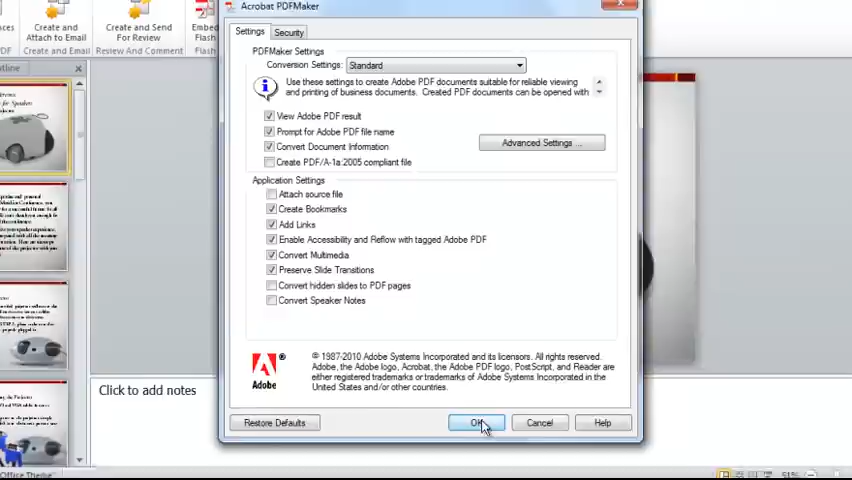 Acrobat PDFMaker
Create and
Attach to Email
Create and Send
For Review
Embed
Flash
Create and Email
Review And Comment
Flash
Settings
Security
PDFMaker Settings
Conversion Settings: Standard
Use these settings to create Adobe PDF documents suitable for reliable viewing
and printing of business documents. Created PDF documents can be opened with
View Adobe PDF result
Prompt for Adobe PDF file name
Convert Document Information
Create PDF/A-1a:2005 compliant file
Advanced Settings ...
Application Settings
Attach source file
Create Bookmarks
Add Links
Enable Accessibility and Reflow with tagged Adobe PDF
Convert Multimedia
Preserve Slide Transitions
Convert hidden slides to PDF pages
Convert Speaker Notes
Adobe
® 1987-2010 Adobe Systems Incorporated and its licensors. All rights reserved.
Adobe, the Adobe logo, Acrobat, the Adobe PDF logo, PostScript, and Reader are
either registered trademarks or trademarks of Adobe Systems Incorporated in the
United States and/or other countries.
Click to add notes
Restore Defaults
OK
Cancel
Help
Office Theme
51%